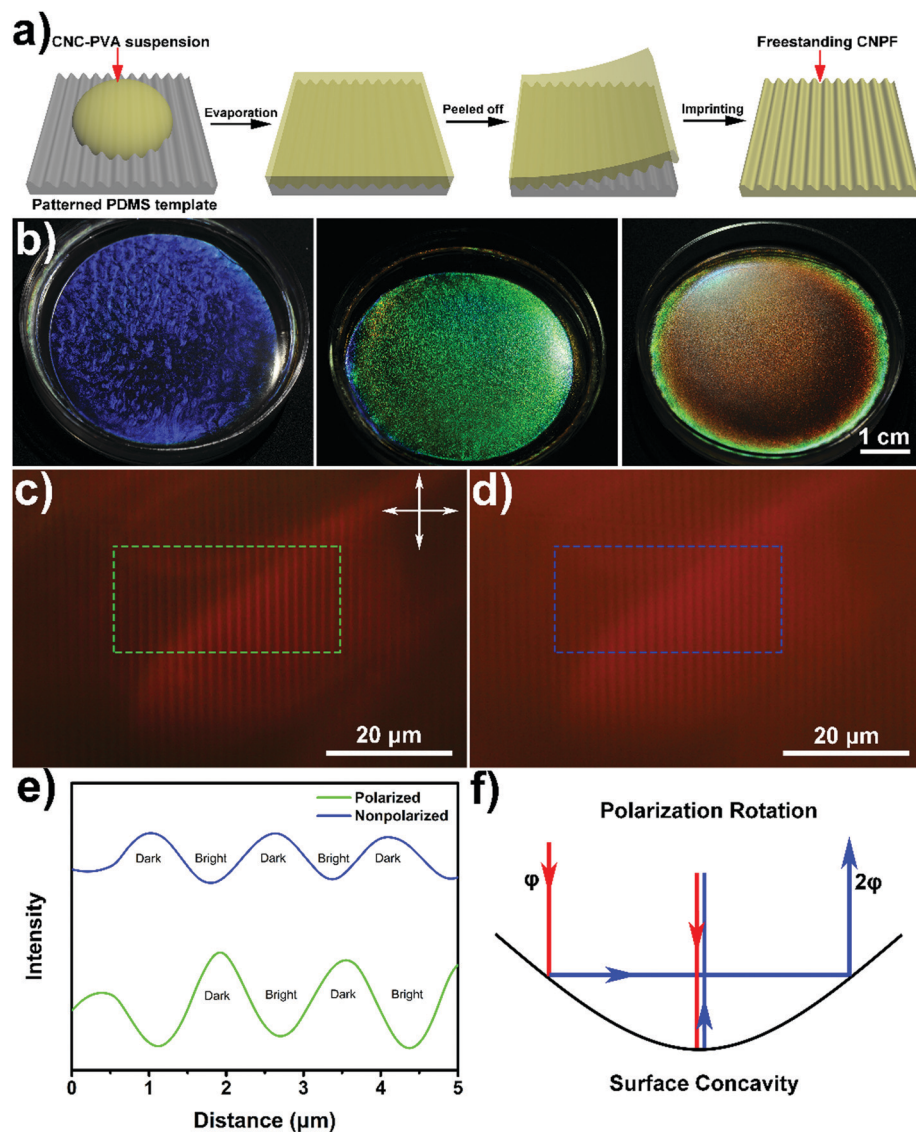 a)
CNC-PVA suspension
Freestanding CNPF
Evaporation
Peeled off
Imprinting
Patterned PDMS template
b)
1 cm
c)
d)
20 µm
20 µm
e)
Polarized
Nonpolarized
Dark
Bright
Dark
Bright
Dark
Dark
Bright
Dark
Bright
Intensity
0
1
2
3
4
5
Distance (µm)
f)
Polarization Rotation
φ
2φ
Surface Concavity